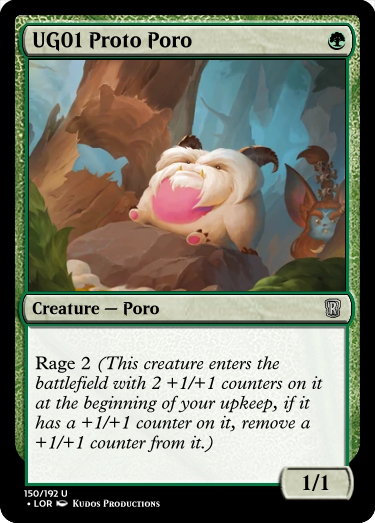 UG01 Proto Poro
Creature — Poro
R
Rage 2 (This creature enters the
battlefield with 2 +1/+1 counters on it
at the beginning of your upkeep, if it
has a +1/+1 counter on it, remove a
+1/+1 counter from it.)
1/1
150/192 U
• LOR Kudos Productions